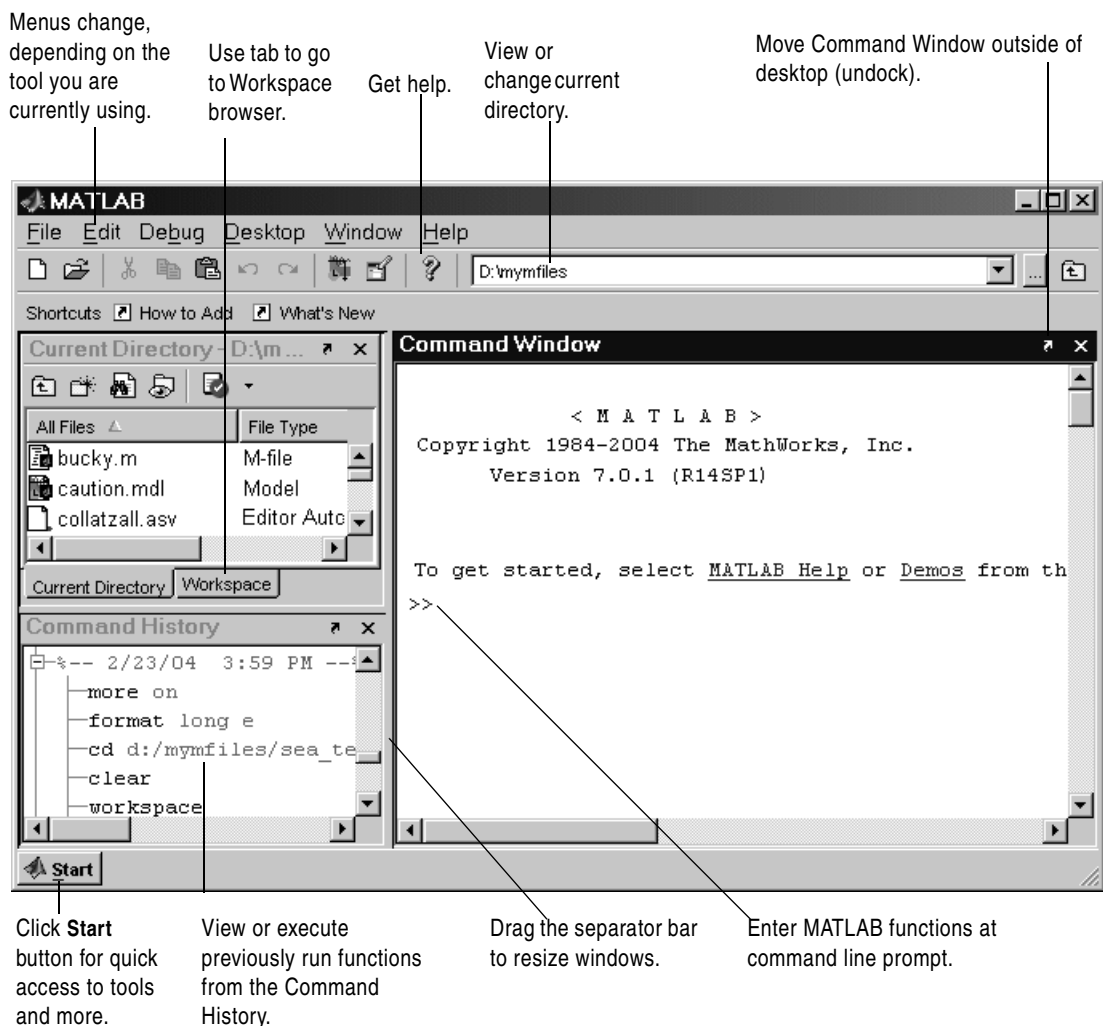 Menus change,
depending on the
tool you are
currently using.
Use tab to go
to Workspace
browser.
Get help.
View or
change current
directory.
Move Command Window outside of
desktop (undock).
MATLAB
File Edit Debug Desktop Window Help
D:\mymfiles
...
Shortcuts How to Add What's New
Current Directory - D:\m...
All Files File Type
bucky.m M-file
caution.mdl Model
collatzall.asv Editor Autc
Current Directory Workspace
Command History
%-- 2/23/04 3:59 PM --%
more on
format long e
cd d:/mymfiles/sea_te
clear
workspace
Start
Command Window
< M A T L A B >
Copyright 1984-2004 The MathWorks, Inc.
Version 7.0.1 (R14SP1)
To get started, select MATLAB Help or Demos from th
>>
Click Start
button for quick
access to tools
and more.
View or execute
previously run functions
from the Command
History.
Drag the separator bar
to resize windows.
Enter MATLAB functions at
command line prompt.